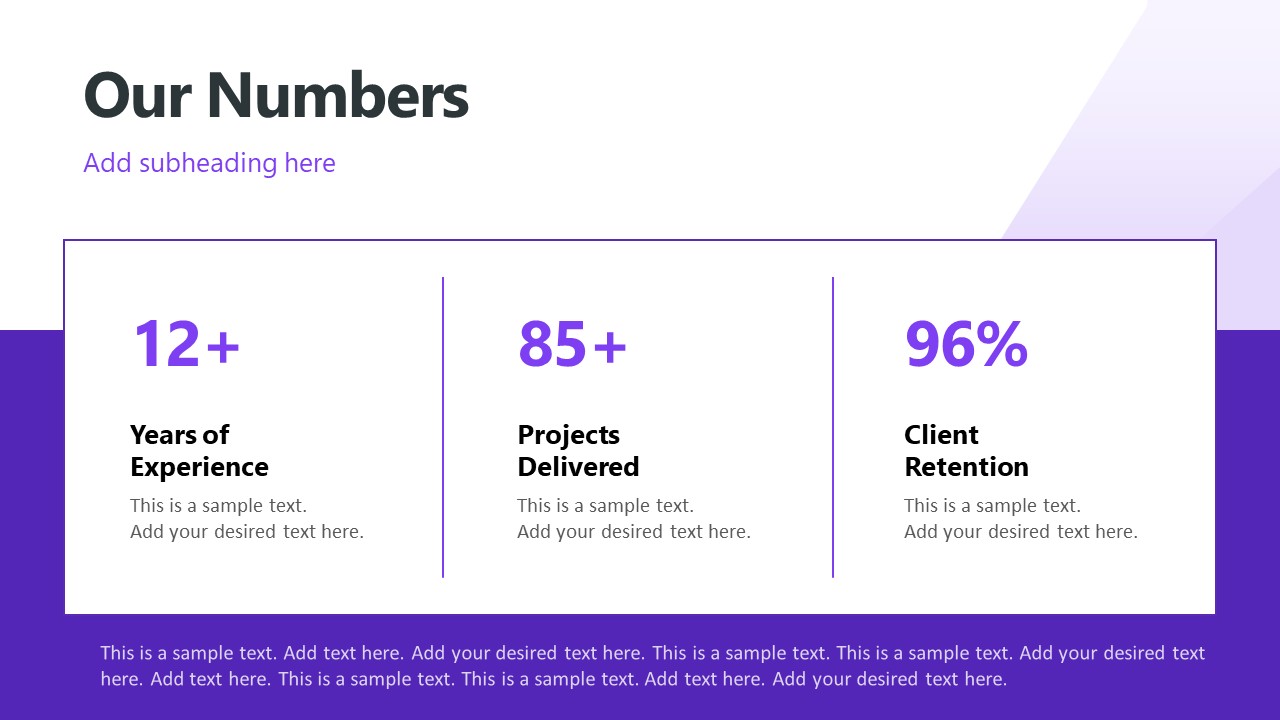 Our Numbers
Add subheading here
12+
Years of
Experience
This is a sample text.
Add your desired text here.
85+
Projects
Delivered
This is a sample text.
Add your desired text here.
96%
Client
Retention
This is a sample text.
Add your desired text here.
This is a sample text. Add text here. Add your desired text here. This is a sample text. This is a sample text. Add your desired text
here. Add text here. This is a sample text. This is a sample text. Add text here. Add your desired text here.